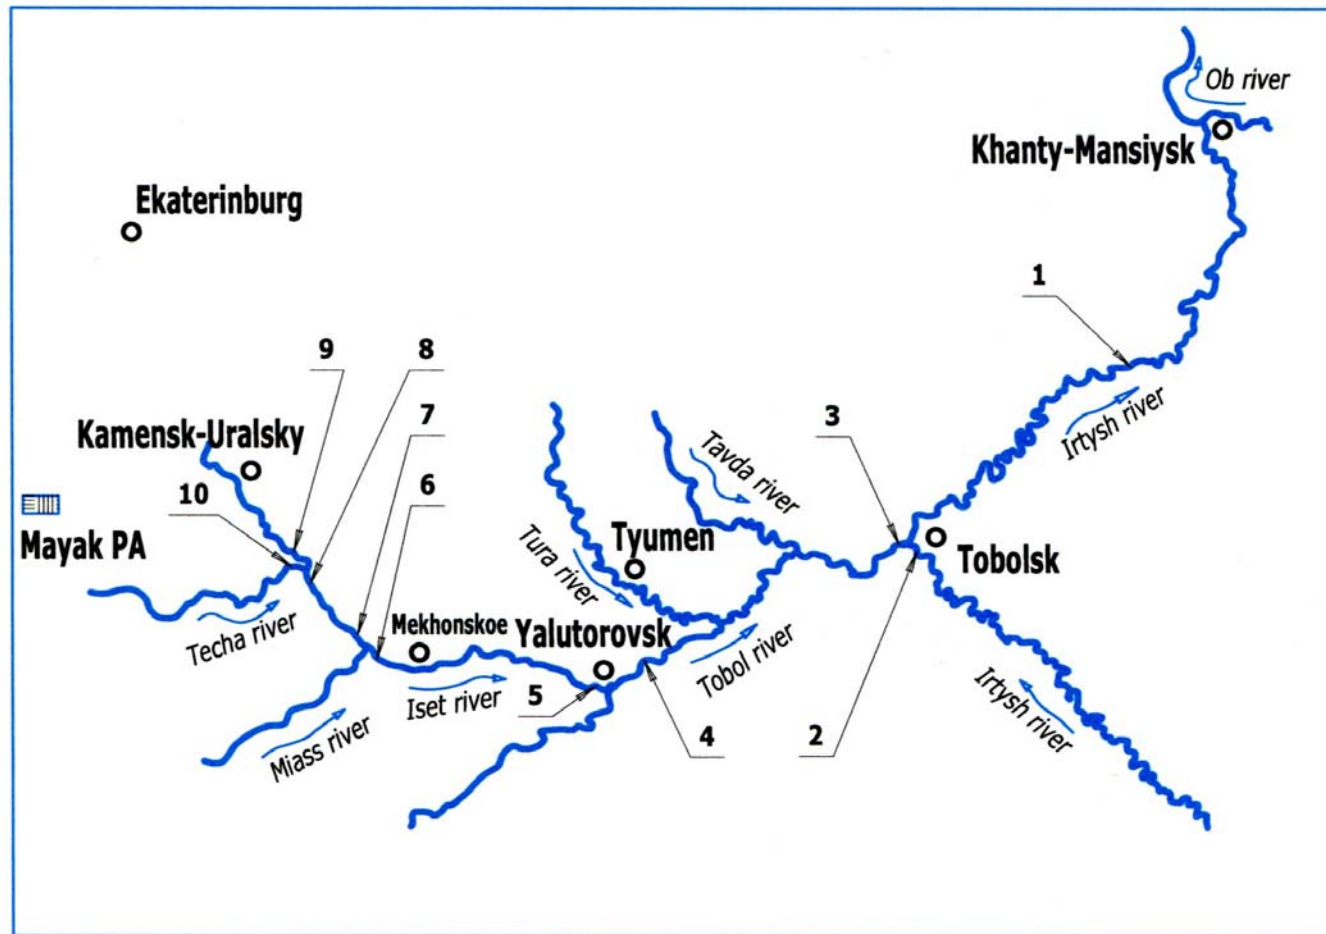 Ob river
Khanty-Mansiysk
Ekaterinburg
1
9
8
Irtysh river
Kamensk-Uralsky
7
3
Tavda river
6
10
Mayak PA
Tura river
Tyumen
Tobolsk
Techa river
Mekhonskoe
Yalutorovsk
Tobol river
Iset river
5
4
2
Irtysh river
Miass river